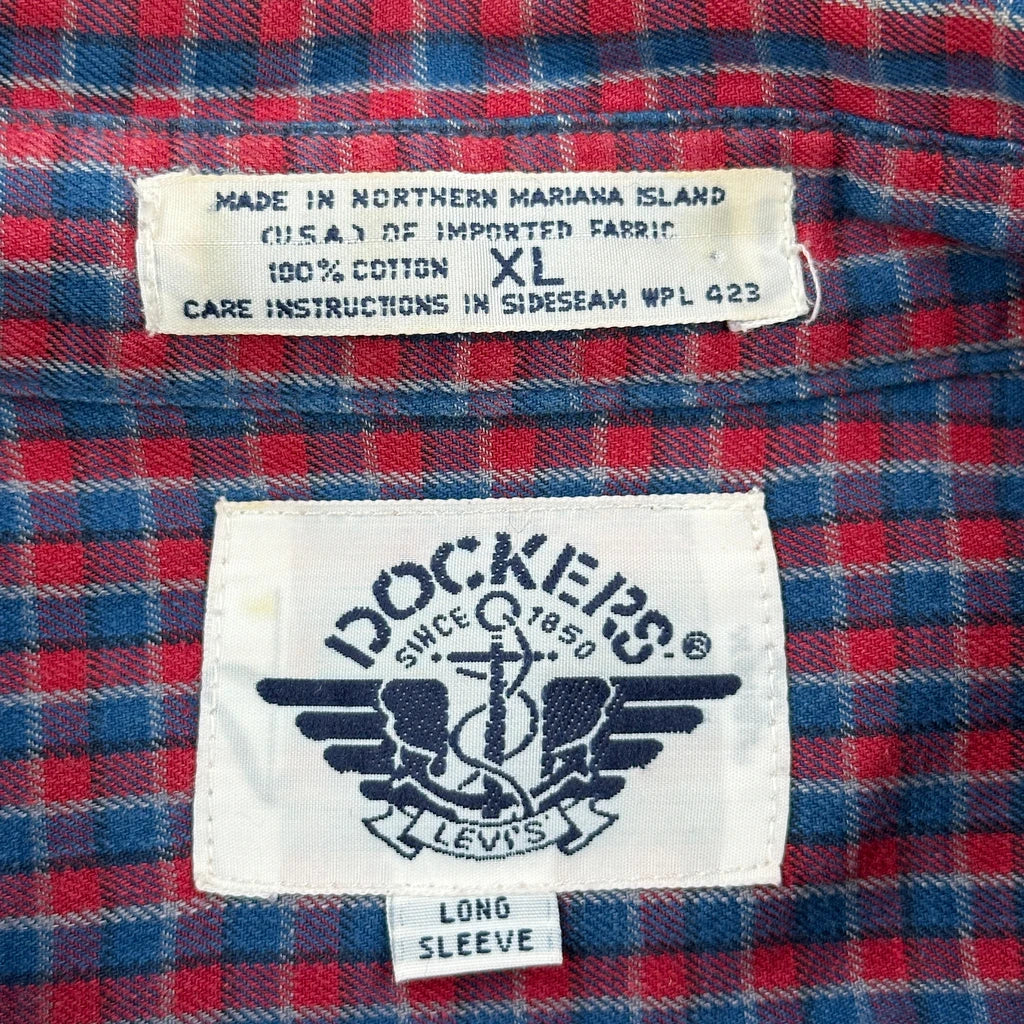 MADE IN NORTHERN MARIANA ISLAND
(U.S.A.) OF IMPORTED FABRIC
100% COTTON XL
CARE INSTRUCTIONS IN SIDESEAM WPL 423
DOCKERS®
SINCE 1850
LEVI'S
LONG
SLEEVE